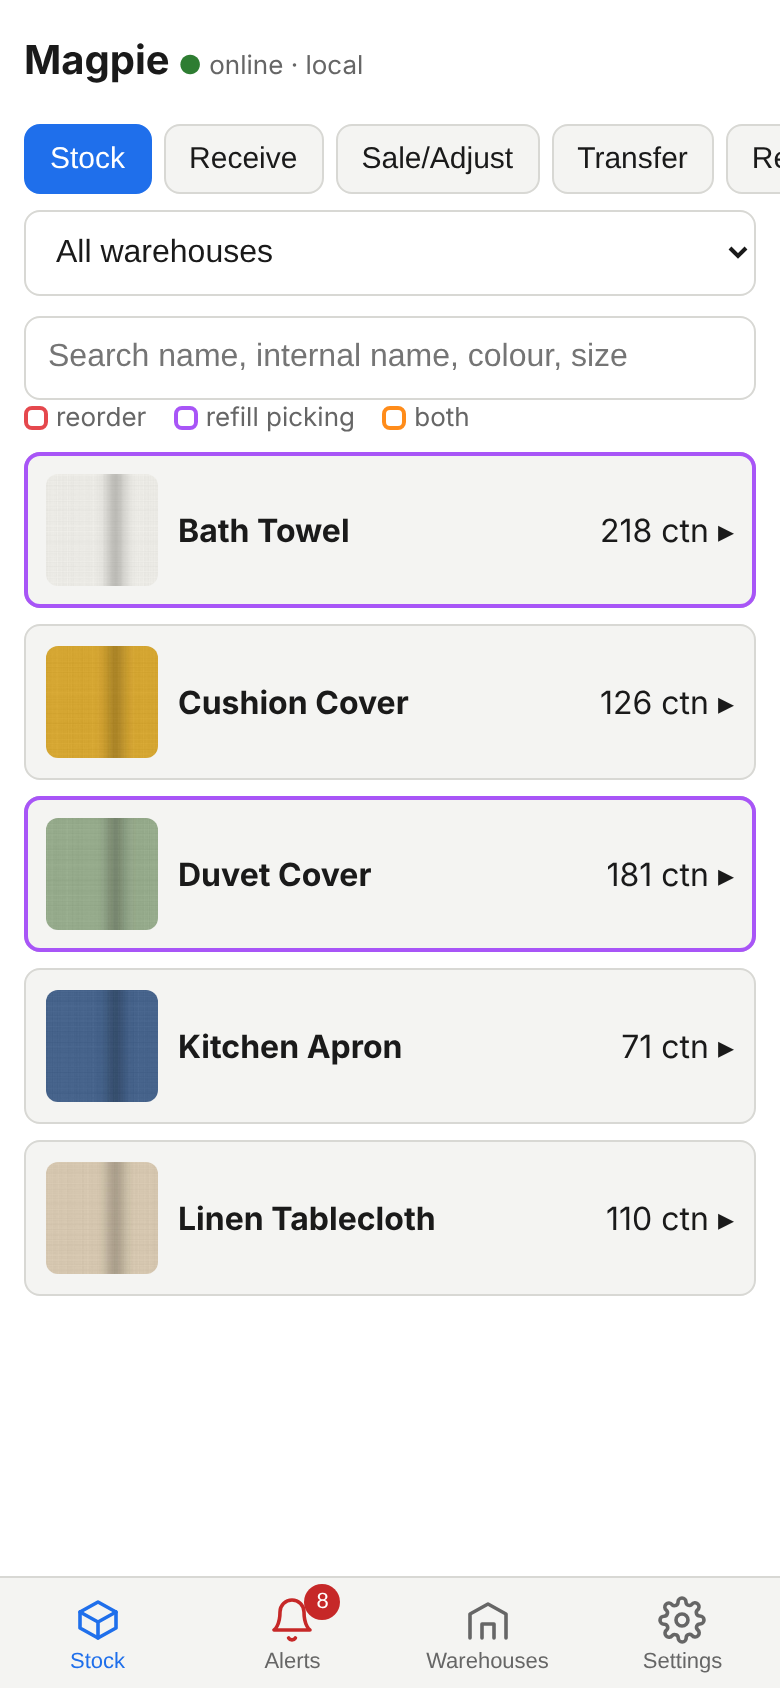 Magpie online · local
Stock Receive Sale/Adjust Transfer Re
All warehouses
Search name, internal name, colour, size
reorder refill picking both
Bath Towel 218 ctn ▸
Cushion Cover 126 ctn ▸
Duvet Cover 181 ctn ▸
Kitchen Apron 71 ctn ▸
Linen Tablecloth 110 ctn ▸
8
Stock Alerts Warehouses Settings